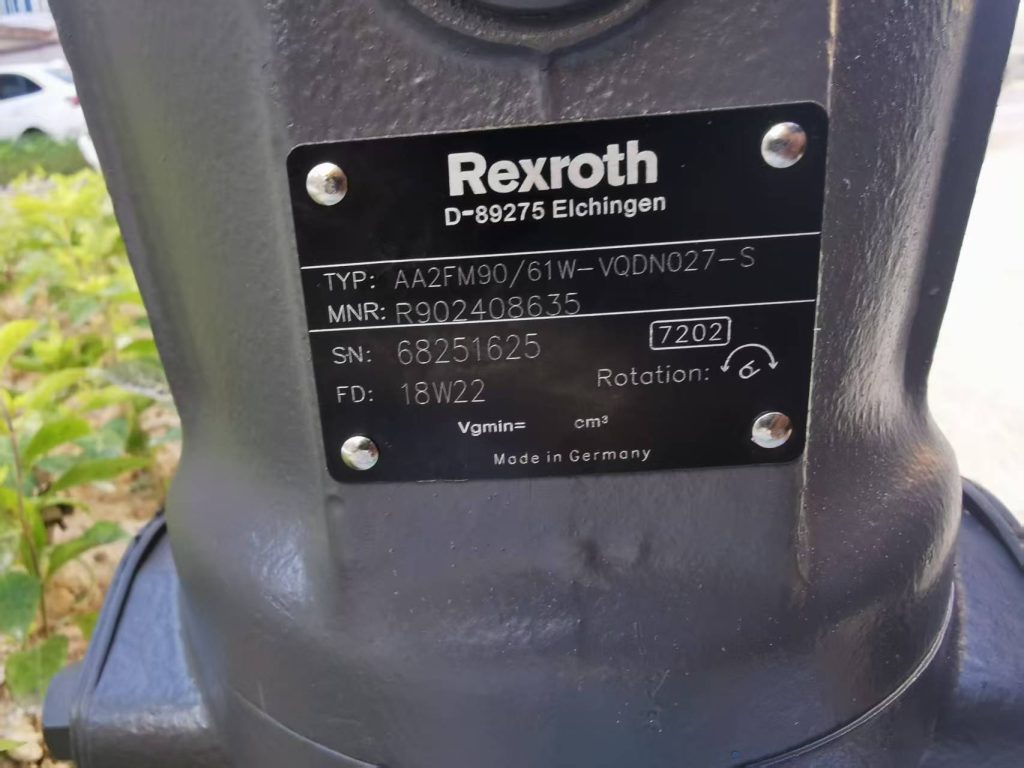 Rexroth
D-89275 Elchingen
TYP: AA2FM90/61W-VQDN027-S
MNR: R902408635
SN: 68251625
7202
FD: 18W22
Rotation:
Vgmin= cm³
Made in Germany